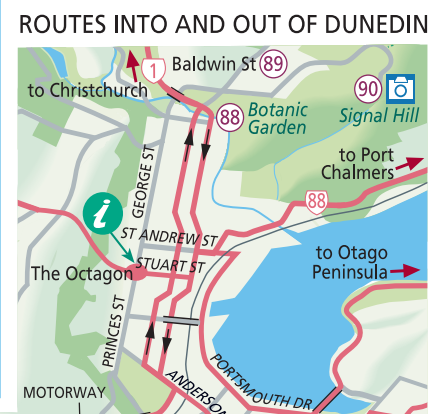 ROUTES INTO AND OUT OF DUNEDIN
1
Baldwin St 89
to Christchurch
90
Signal Hill
88 Botanic
Garden
to Port
Chalmers
GEORGE ST
88
i
ST ANDREW ST
STUART ST
The Octagon
to Otago
Peninsula
PRINCES ST
PORTSMOUTH DR
MOTORWAY